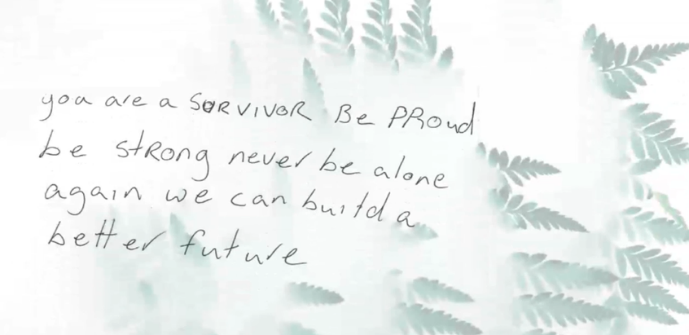 you are a SURVIVOR Be PRoud
be stRong never be alone
again we can build a
better future